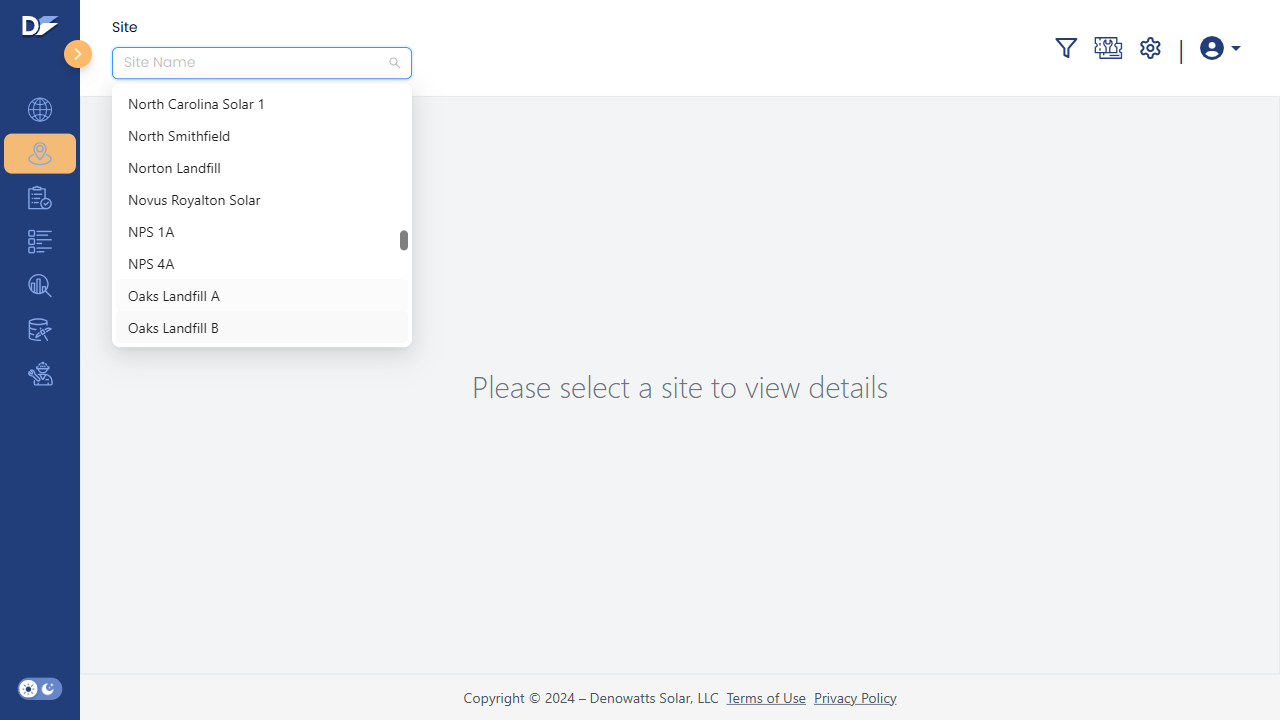 Site
Site Name
North Carolina Solar 1
North Smithfield
Norton Landfill
Novus Royalton Solar
NPS 1A
NPS 4A
Oaks Landfill A
Oaks Landfill B
Please select a site to view details
Copyright © 2024 – Denowatts Solar, LLC Terms of Use Privacy Policy